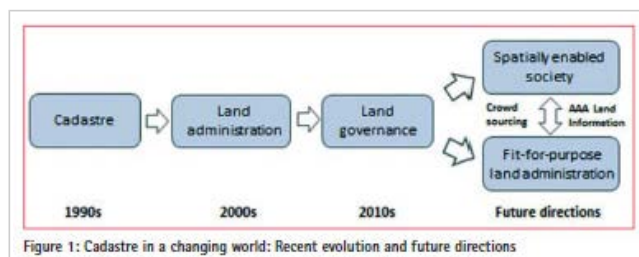 Spatially enabled
society
Cadastre
Land
administration
Land
governance
Crowd
sourcing
AAA Land
Information
Fit-for-purpose
land administration
1990s
2000s
2010s
Future directions
Figure 1: Cadastre in a changing world: Recent evolution and future directions